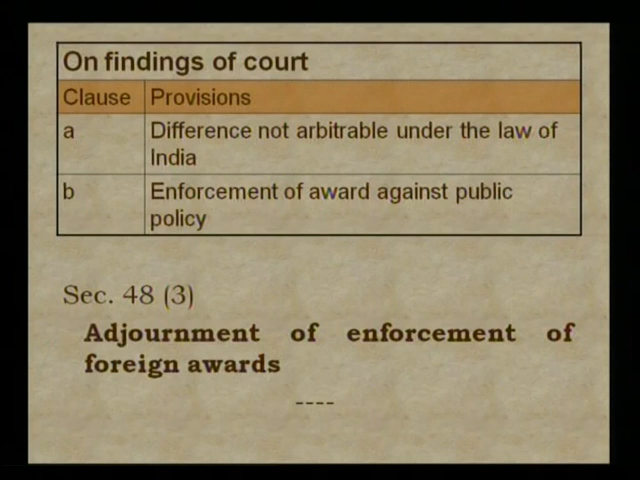 On findings of court
Clause Provisions
a Difference not arbitrable under the law of
India
b Enforcement of award against public
policy
Sec. 48 (3)
Adjournment of enforcement of
foreign awards
----